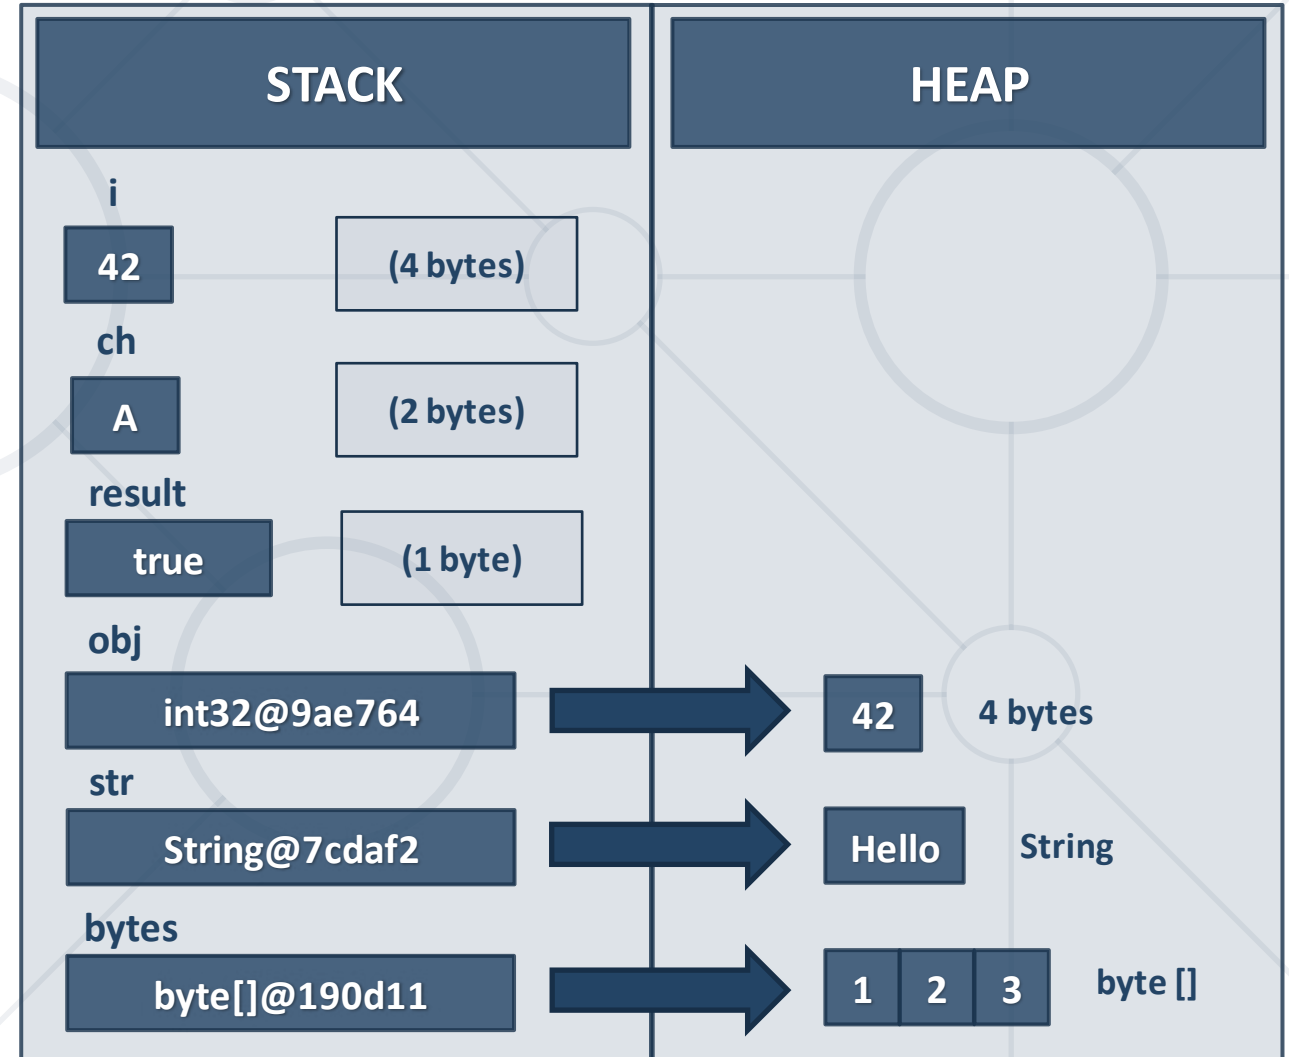 STACK
HEAP
i
42
(4 bytes)
ch
A
(2 bytes)
result
true
(1 byte)
obj
int32@9ae764
42
4 bytes
str
String@7cdaf2
Hello
String
bytes
byte[]@190d11
1 2 3
byte []